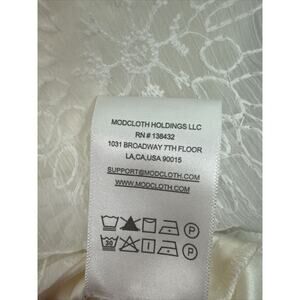 MODCLOTH HOLDINGS LLC
RN # 138432
1031 BROADWAY 7TH FLOOR
LA,CA,USA 90015
SUPPORT@MODCLOTH.COM
WWW.MODCLOTH.COM
P
30 P